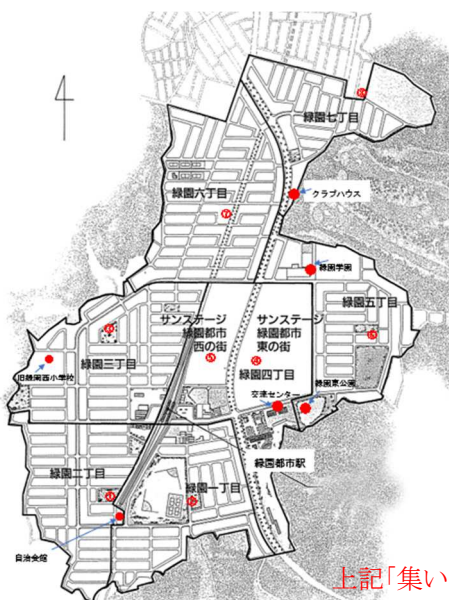 緑園七丁目
クラブハウス
緑園六丁目
緑園学園
サンステージ
緑園都市
西の街
サンステージ
緑園都市
東の街
緑園五丁目
緑園三丁目
旧緑園西小学校
緑園四丁目
交流センター
緑園東公園
緑園都市駅
緑園二丁目
緑園一丁目
自治会館
上記「集い